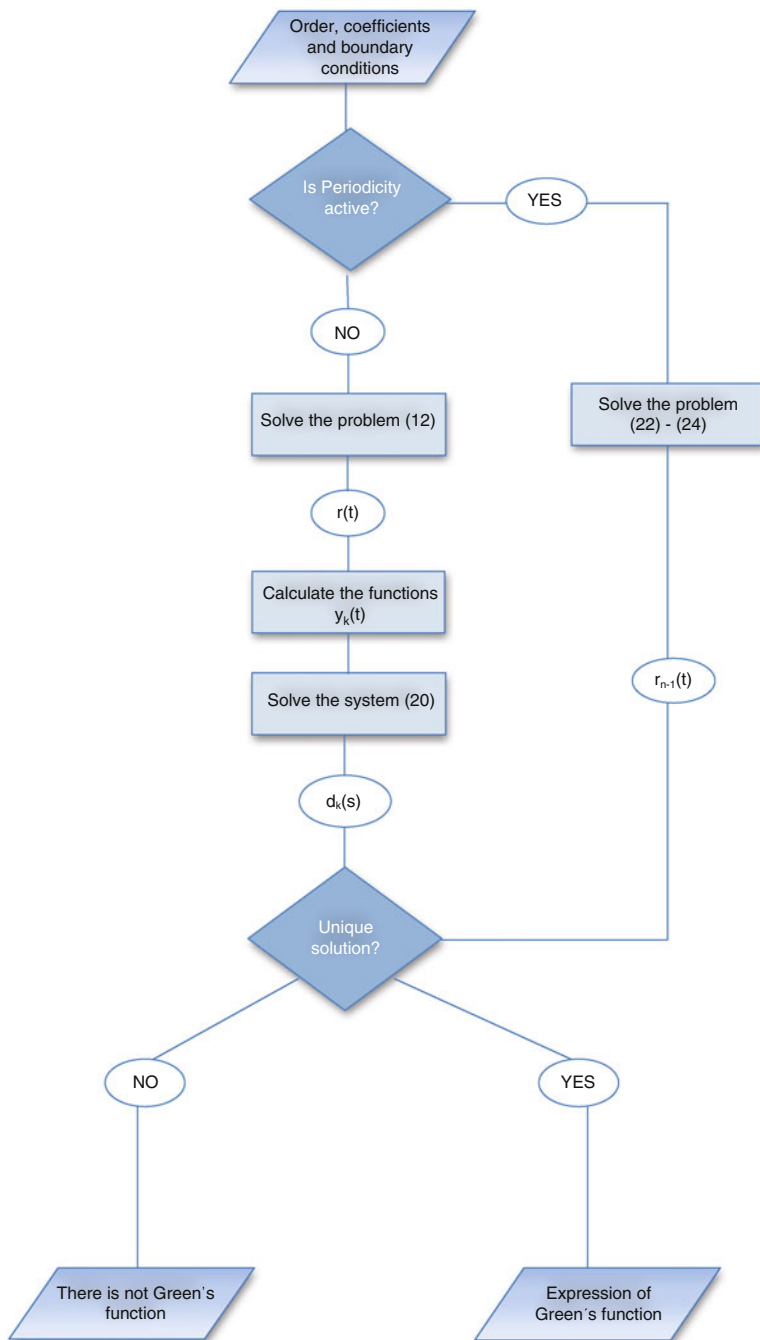 Order, coefficients
and boundary
conditions
Is Periodicity
active?
YES
NO
Solve the problem (12)
Solve the problem
(22) - (24)
r(t)
Calculate the functions
yₖ(t)
Solve the system (20)
rₙ₋₁(t)
dₖ(s)
Unique
solution?
NO
YES
There is not Green's
function
Expression of
Green´s function